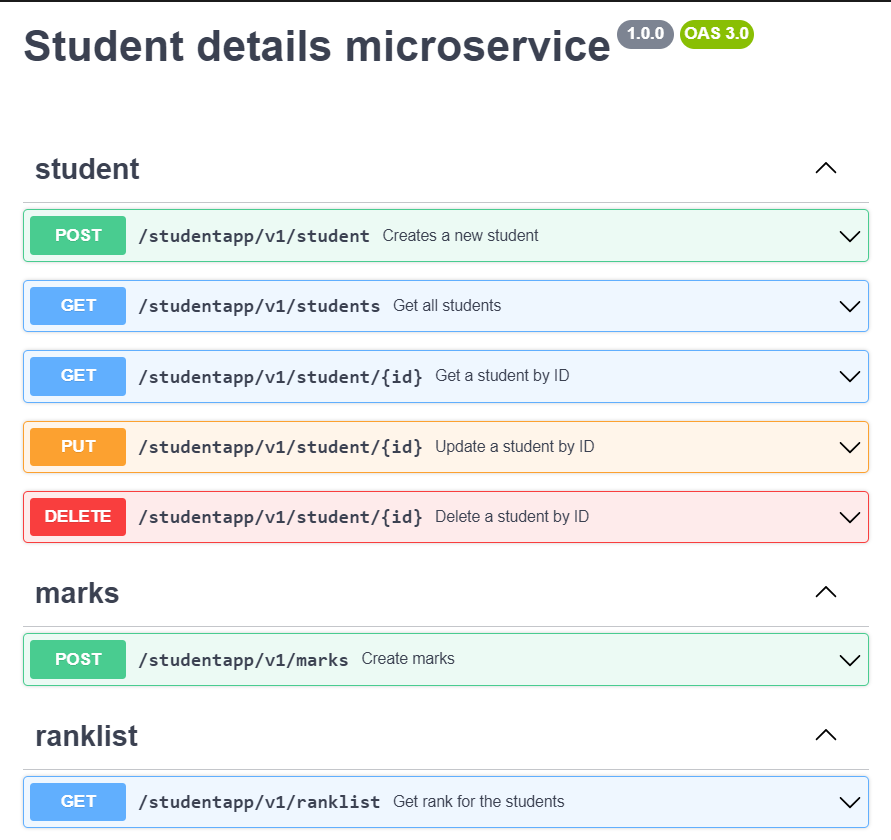 Student details microservice 1.0.0 OAS 3.0
student
POST /studentapp/v1/student Creates a new student
GET /studentapp/v1/students Get all students
GET /studentapp/v1/student/{id} Get a student by ID
PUT /studentapp/v1/student/{id} Update a student by ID
DELETE /studentapp/v1/student/{id} Delete a student by ID
marks
POST /studentapp/v1/marks Create marks
ranklist
GET /studentapp/v1/ranklist Get rank for the students